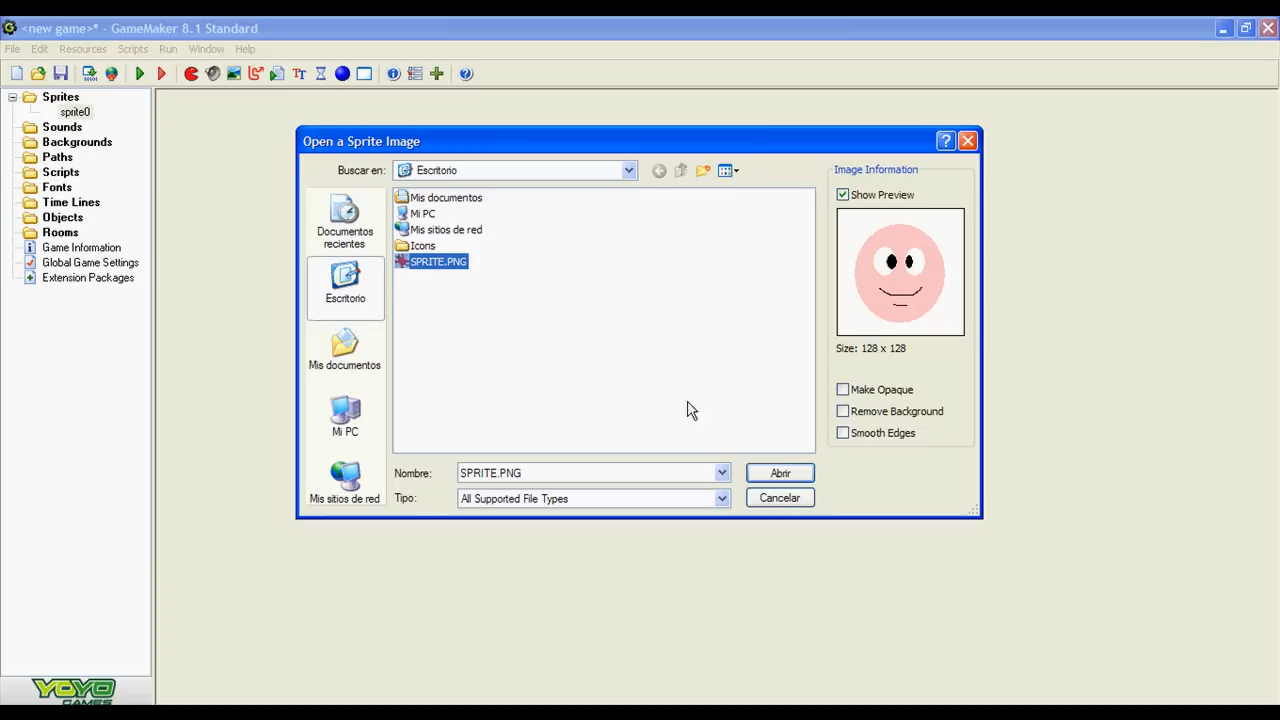 <new game>* - GameMaker 8.1 Standard
File Edit Resources Scripts Run Window Help
Sprites
sprite0
Sounds
Backgrounds
Paths
Scripts
Fonts
Time Lines
Objects
Rooms
Game Information
Global Game Settings
Extension Packages
YOYO
GAMES
Open a Sprite Image
Buscar en: Escritorio
Documentos
recientes
Escritorio
Mis documentos
Mi PC
Mis sitios de red
Mis documentos
Mi PC
Mis sitios de red
Icons
SPRITE.PNG
Nombre: SPRITE.PNG
Abrir
Tipo: All Supported File Types
Cancelar
Image Information
Show Preview
Size: 128 x 128
Make Opaque
Remove Background
Smooth Edges